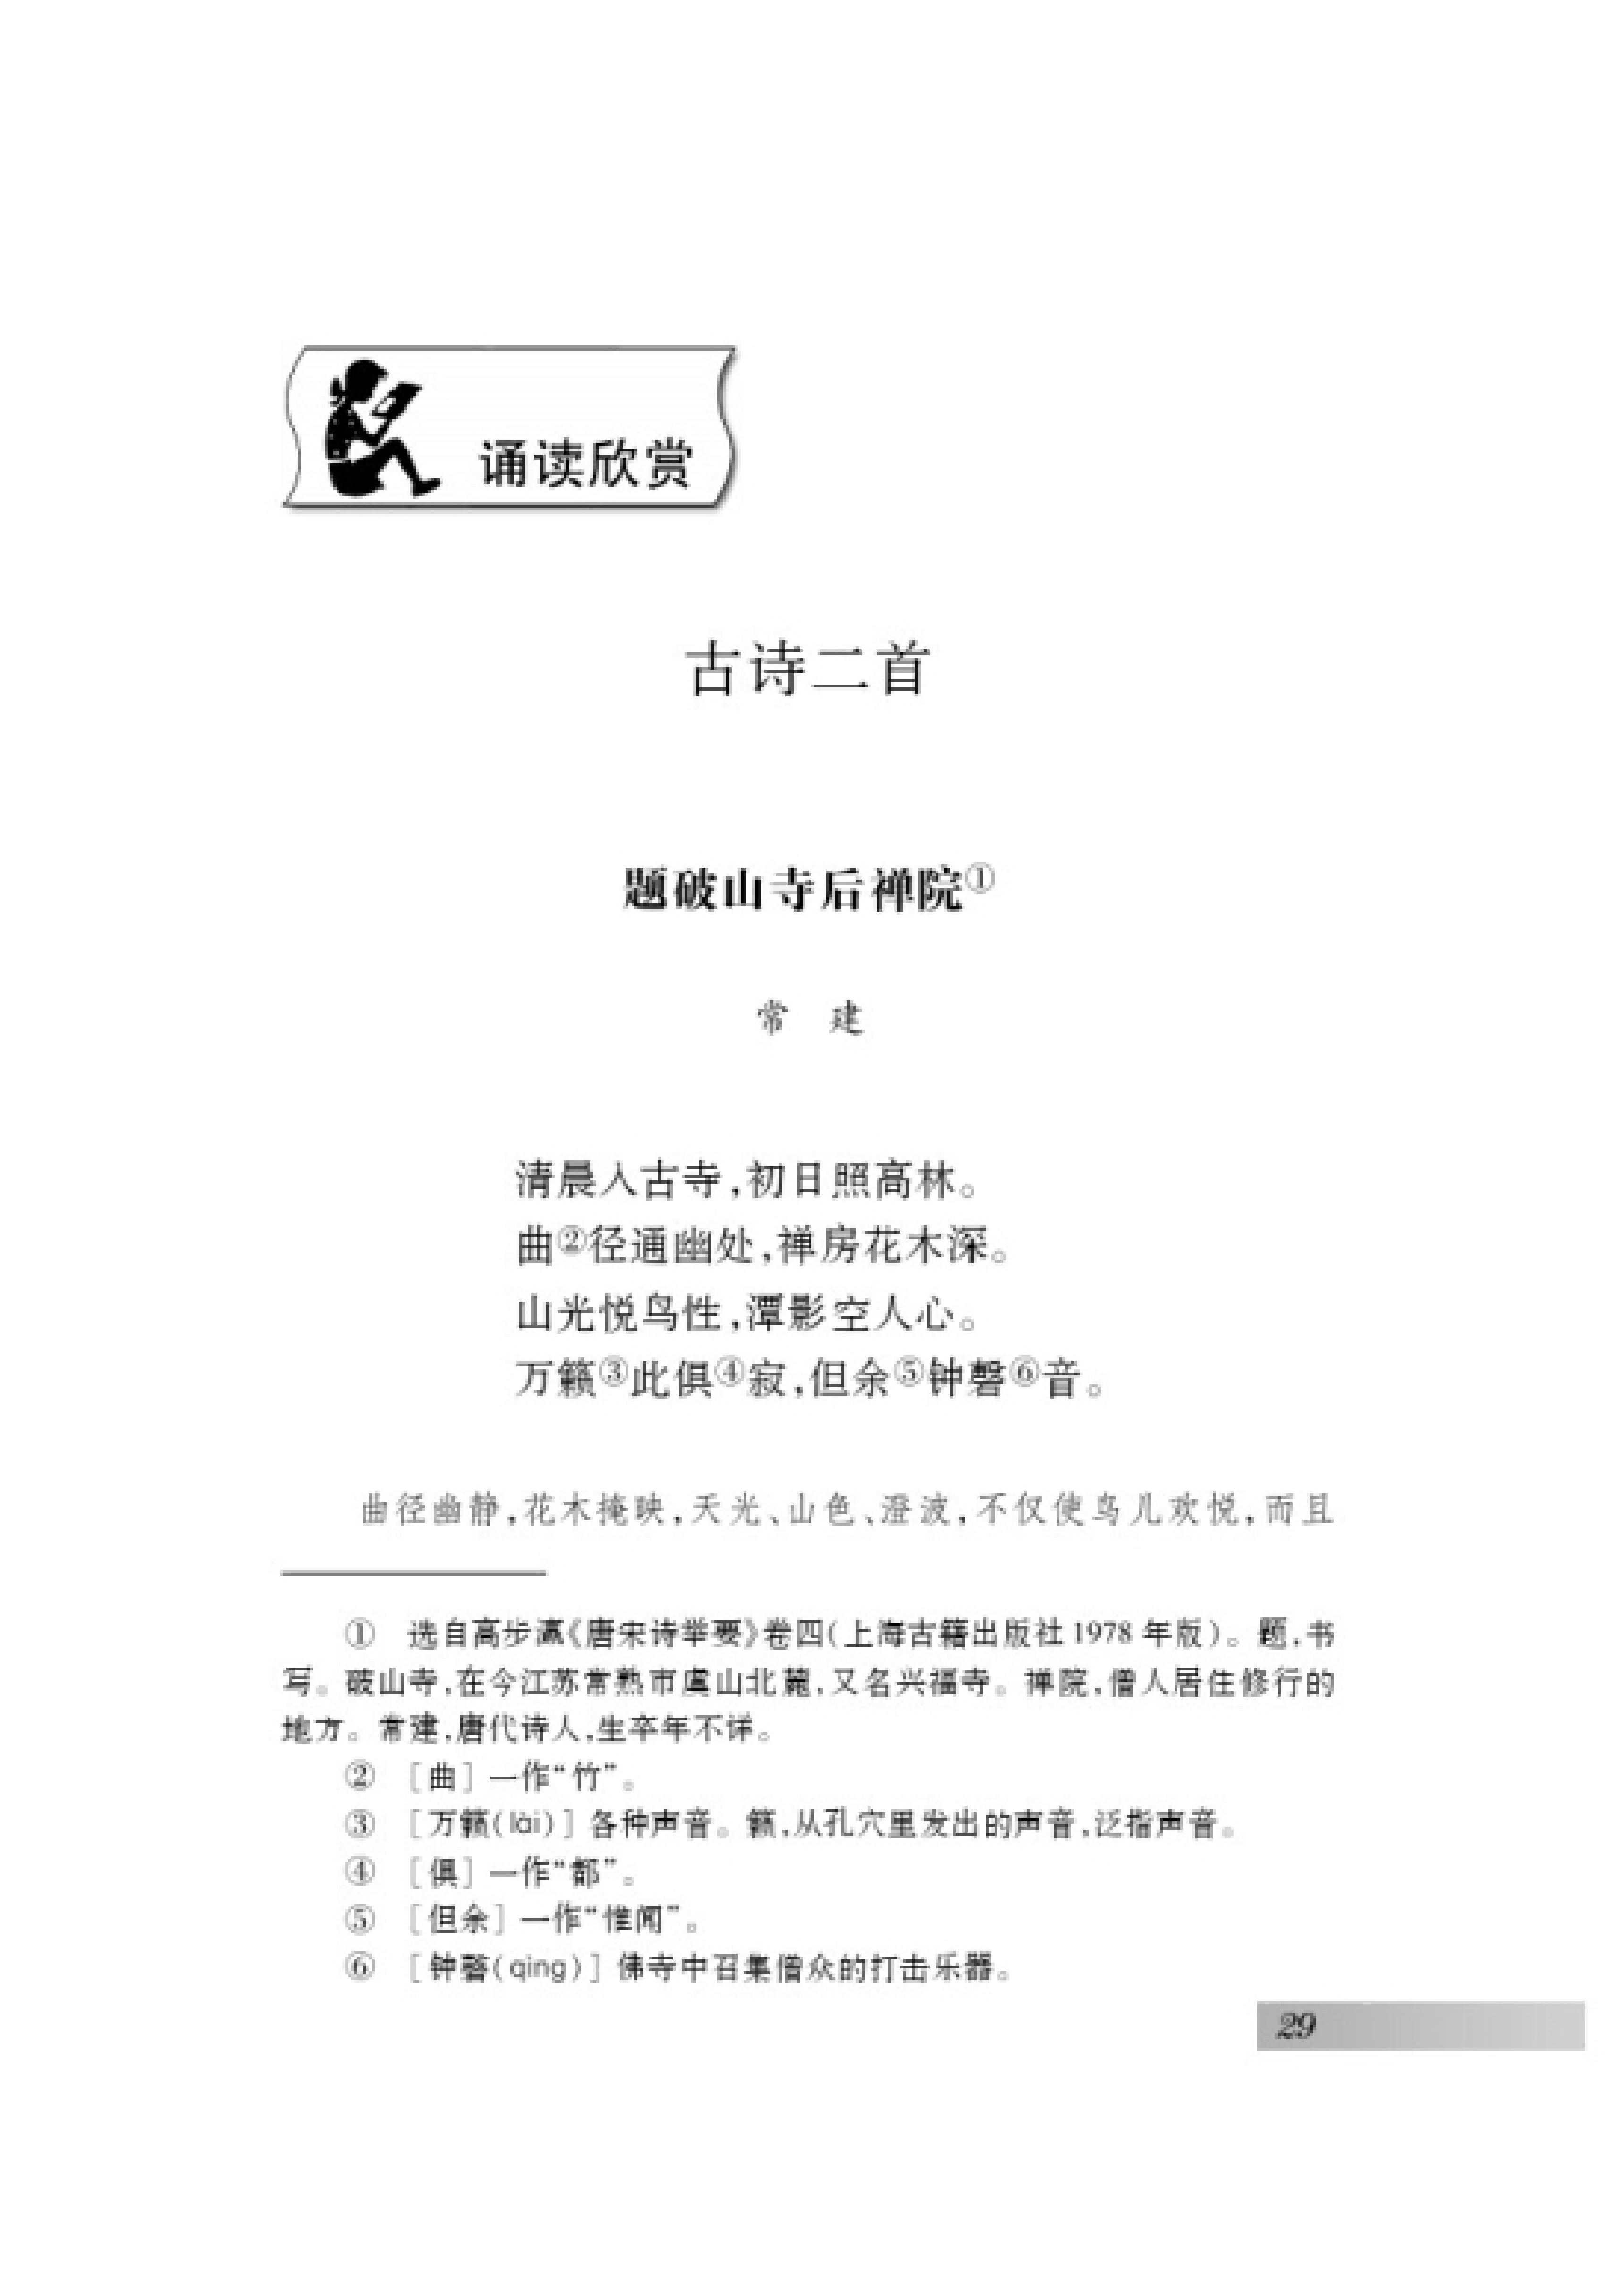 诵读欣赏
古诗二首
题破山寺后禅院①
常 建
清晨入古寺,初日照高林。
曲②径通幽处,禅房花木深。
山光悦鸟性,潭影空人心。
万籁③此俱④寂,但余⑤钟磬⑥音。
曲径幽静,花木掩映,天光、山色、澄波,不仅使鸟儿欢悦,而且
① 选自高步瀛《唐宋诗举要》卷四(上海古籍出版社1978年版)。题,书
写。破山寺,在今江苏常熟市虞山北麓,又名兴福寺。禅院,僧人居住修行的
地方。常建,唐代诗人,生卒年不详。
② [曲] 一作“竹”。
③ [万籁(lài)] 各种声音。籁,从孔穴里发出的声音,泛指声音。
④ [俱] 一作“都”。
⑤ [但余] 一作“惟闻”。
⑥ [钟磬(qìng)] 佛寺中召集僧众的打击乐器。
29